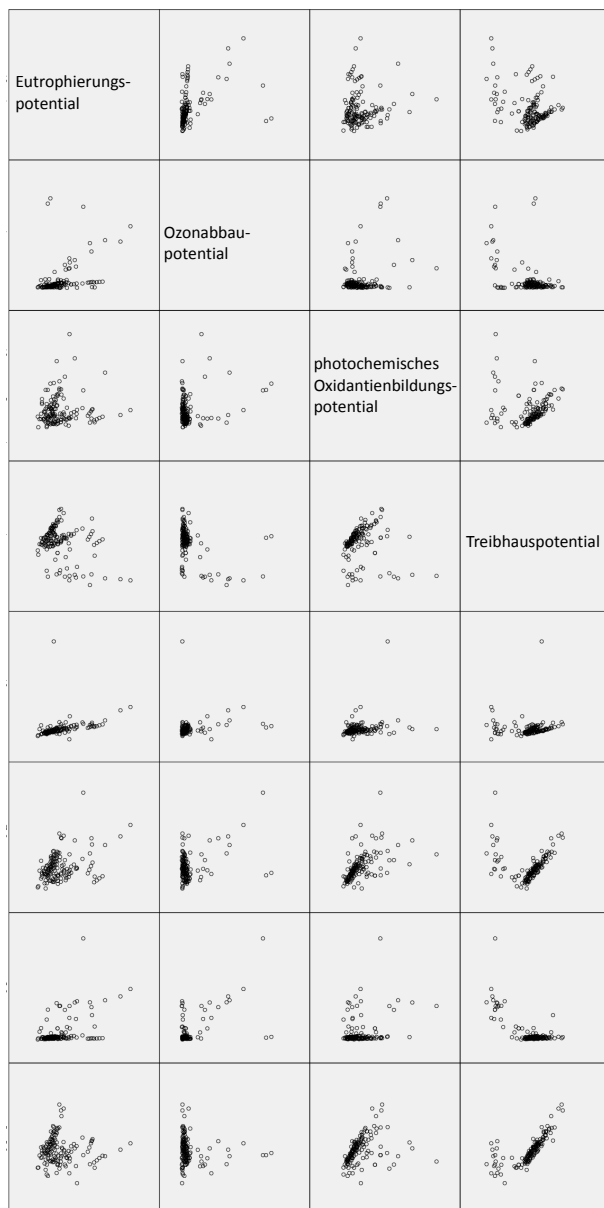 Eutrophierungs-
potential
Ozonabbau-
potential
photochemisches
Oxidantienbildungs-
potential
Treibhauspotential